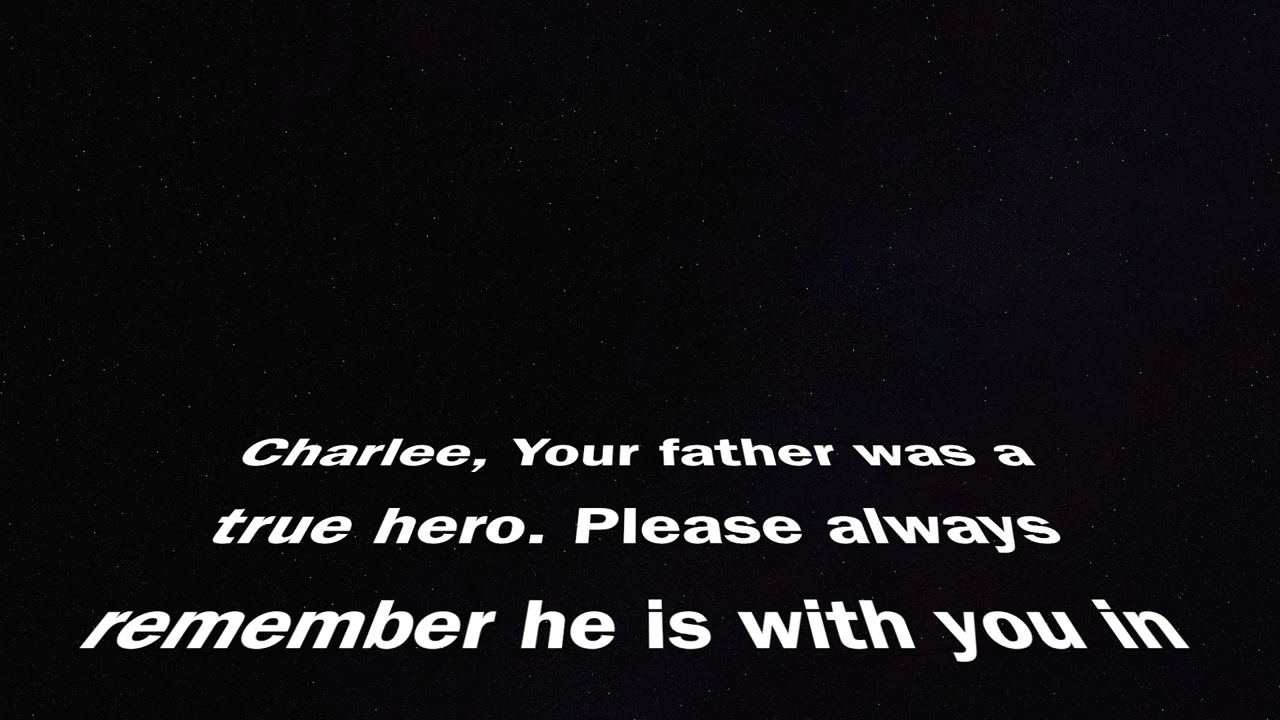 Charlee, Your father was a
true hero. Please always
remember he is with you in